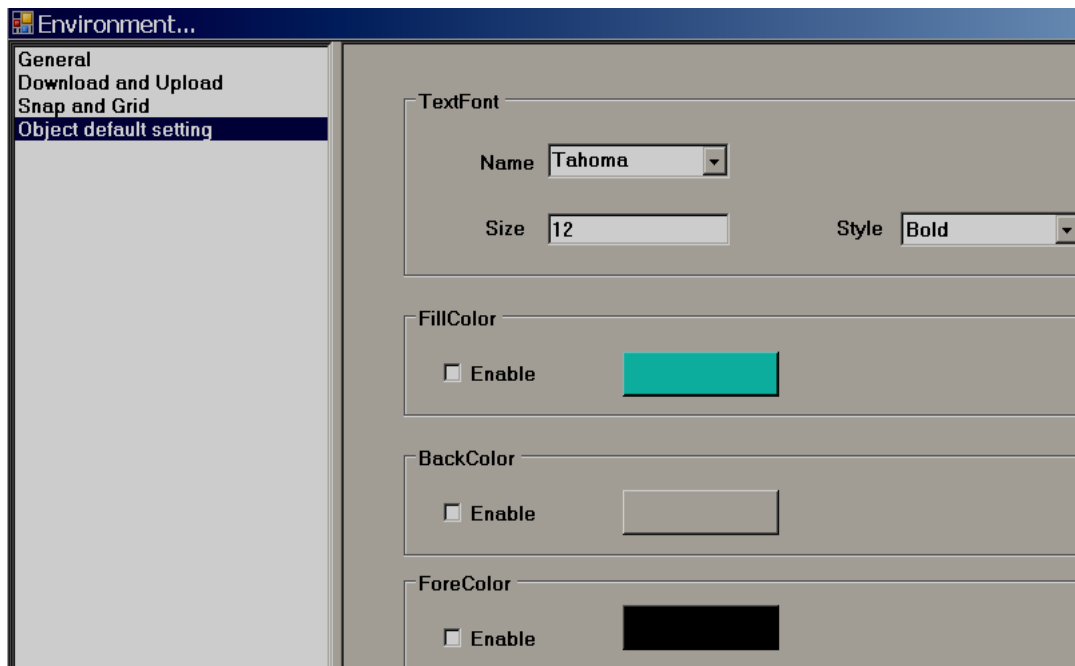 Environment...
General
Download and Upload
Snap and Grid
Object default setting
TextFont
Name Tahoma
Size 12 Style Bold
FillColor
Enable
BackColor
Enable
ForeColor
Enable